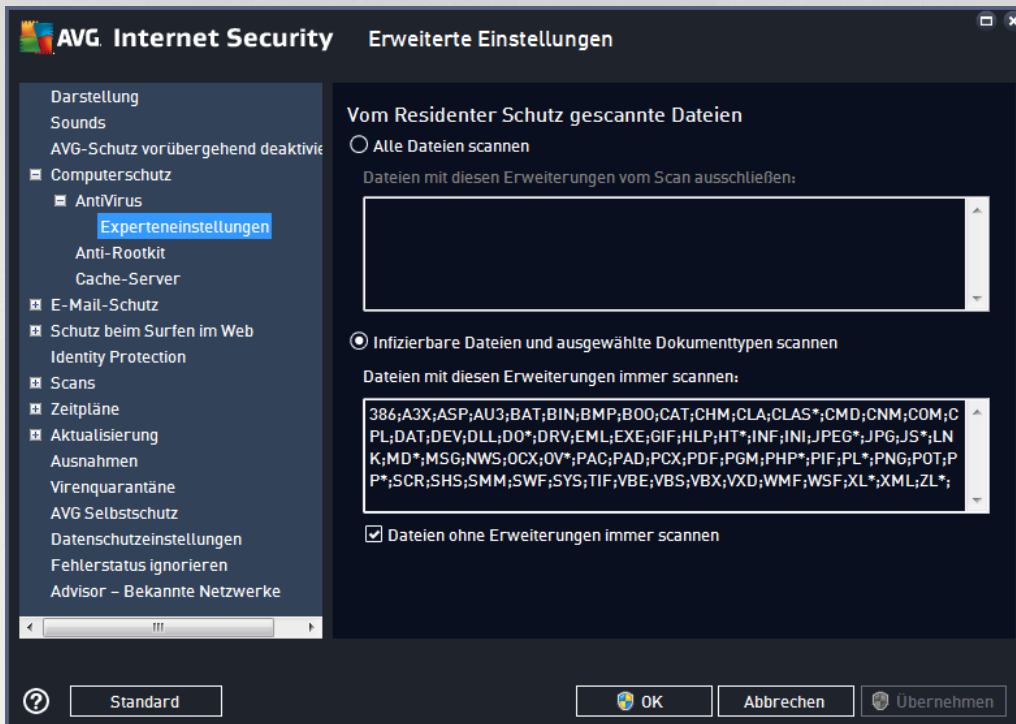 AVG. Internet Security
Erweiterte Einstellungen
Darstellung
Sounds
AVG-Schutz vorübergehend deaktivie
Computerschutz
AntiVirus
Experteneinstellungen
Anti-Rootkit
Cache-Server
E-Mail-Schutz
Schutz beim Surfen im Web
Identity Protection
Scans
Zeitpläne
Aktualisierung
Ausnahmen
Virenquarantäne
AVG Selbstschutz
Datenschutzeinstellungen
Fehlerstatus ignorieren
Advisor – Bekannte Netzwerke
Vom Residenter Schutz gescannte Dateien
Alle Dateien scannen
Dateien mit diesen Erweiterungen vom Scan ausschließen:
Infizierbare Dateien und ausgewählte Dokumenttypen scannen
Dateien mit diesen Erweiterungen immer scannen:
386;A3X;ASP;AU3;BAT;BIN;BMP;BOO;CAT;CHM;CLA;CLAS*;CMD;CNM;COM;C
PL;DAT;DEV;DLL;DO*;DRV;EML;EXE;GIF;HLP;HT*;INF;INI;JPEG*;JPG;JS*;LN
K;MD*;MSG;NWS;OCX;OV*;PAC;PAD;PCX;PDF;PGM;PHP*;PIF;PL*;PNG;POT;P
P*;SCR;SHS;SMM;SWF;SYS;TIF;VBE;VBS;VBX;VXD;WMF;WSF;XL*;XML;ZL*;
Dateien ohne Erweiterungen immer scannen
?
Standard
OK
Abbrechen
Übernehmen